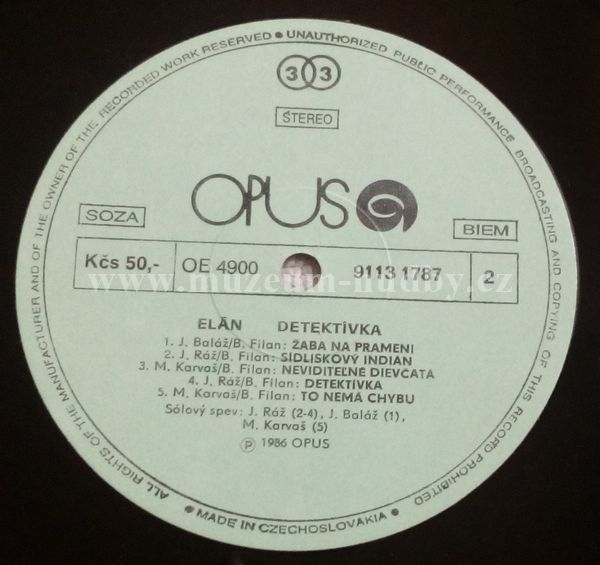 ALL RIGHTS OF THE MANUFACTURER AND OF THE OWNER OF THE RECORDED WORK RESERVED ● UNAUTHORIZED PUBLIC PERFORMANCE BROADCASTING AND COPYING OF THIS RECORD PROHIBITED
33
STEREO
OPUS
SOZA
BIEM
Kčs 50,- OE 4900 9113 1787 2
www.muzeum-hudby.cz
ELÁN DETEKTÍVKA
1. J. Baláž/B. Filan: ŽABA NA PRAMENI
2. J. Ráž/B. Filan: SÍDLISKOVÝ INDIÁN
3. M. Karvaš/B. Filan: NEVIDITEĽNÉ DIEVČATÁ
4. J. Ráž/B. Filan: DETEKTÍVKA
5. M. Karvaš/B. Filan: TO NEMÁ CHYBU
Sólový spev: J. Ráž (2-4), J. Baláž (1),
M. Karvaš (5)
Ⓟ 1986 OPUS
● MADE IN CZECHOSLOVAKIA ●